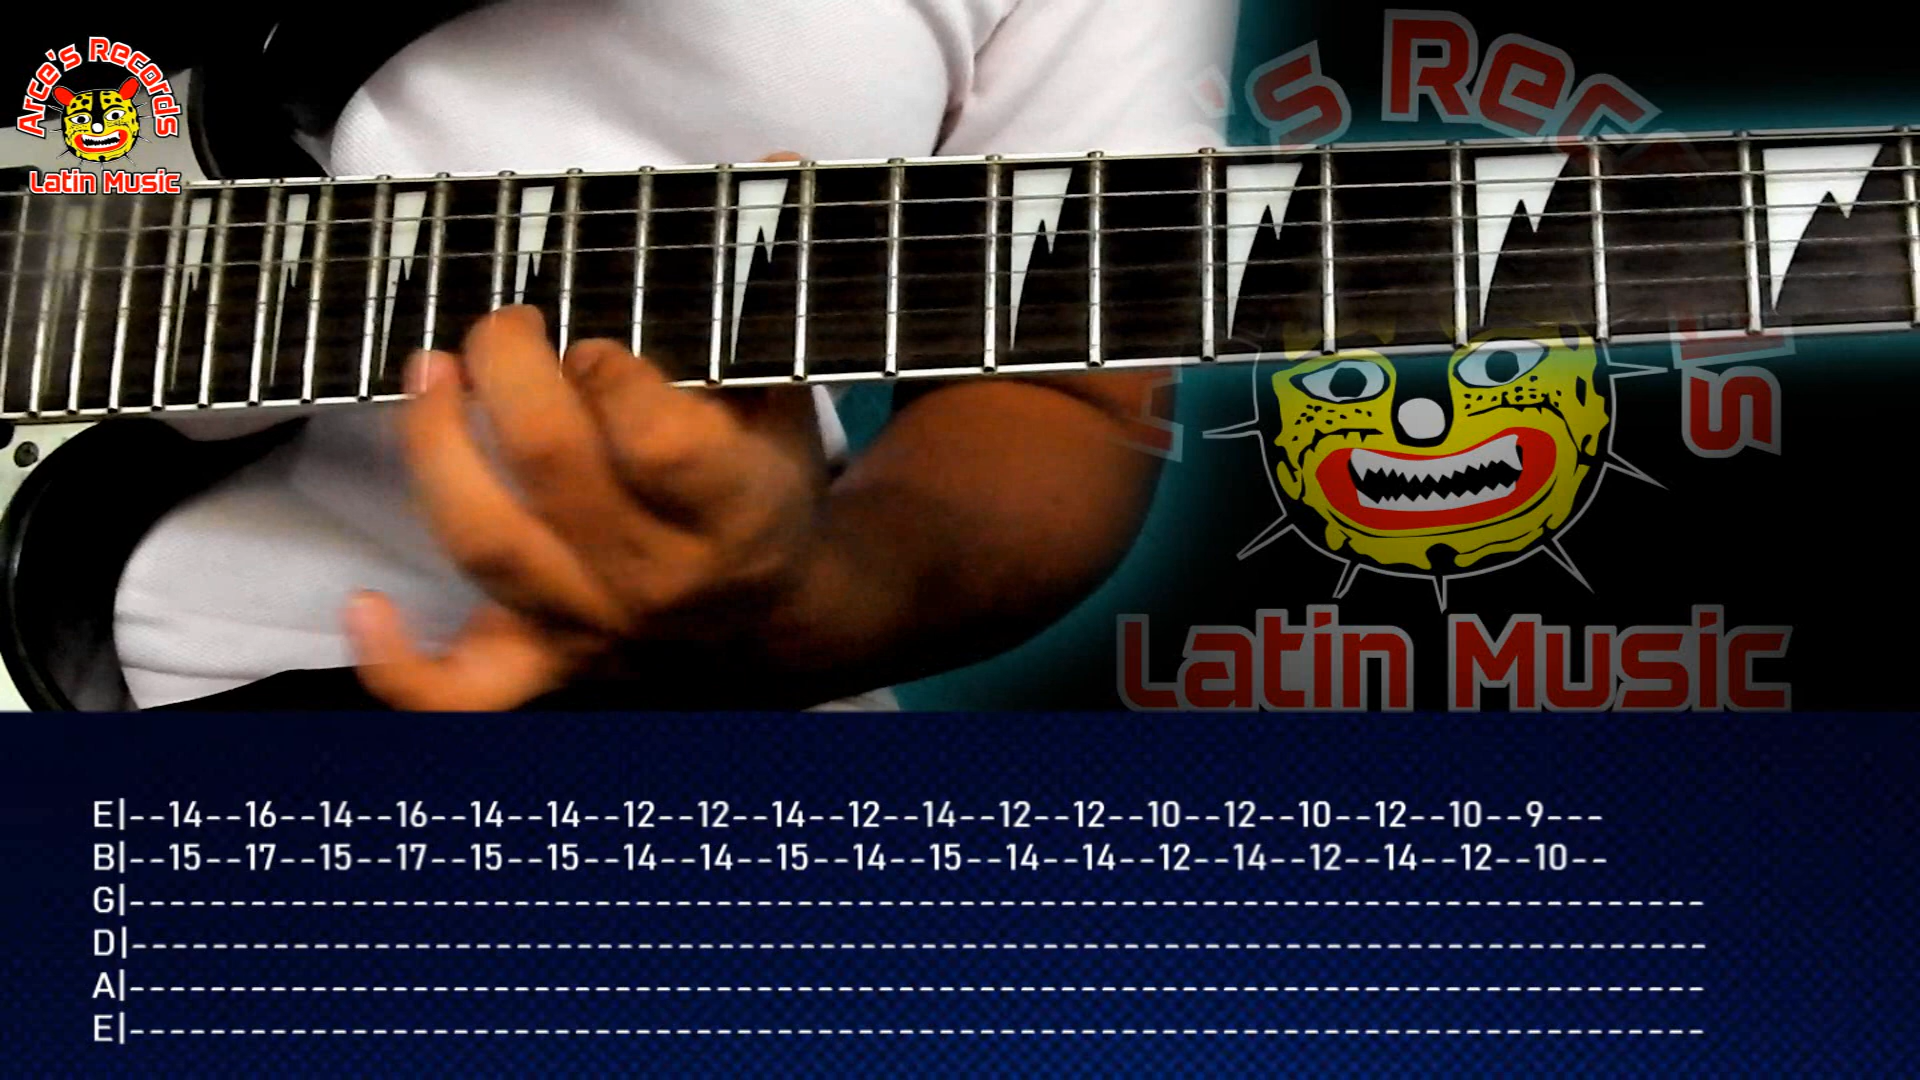 Arce's Records
Latin Music
's Rec
s
Latin Music
E|--14--16--14--16--14--14--12--12--14--12--14--12--12--10--12--10--12--10--9---
B|--15--17--15--17--15--15--14--14--15--14--15--14--14--12--14--12--14--12--10--
G|--------------------------------------------------------------------------------
D|--------------------------------------------------------------------------------
A|--------------------------------------------------------------------------------
E|--------------------------------------------------------------------------------